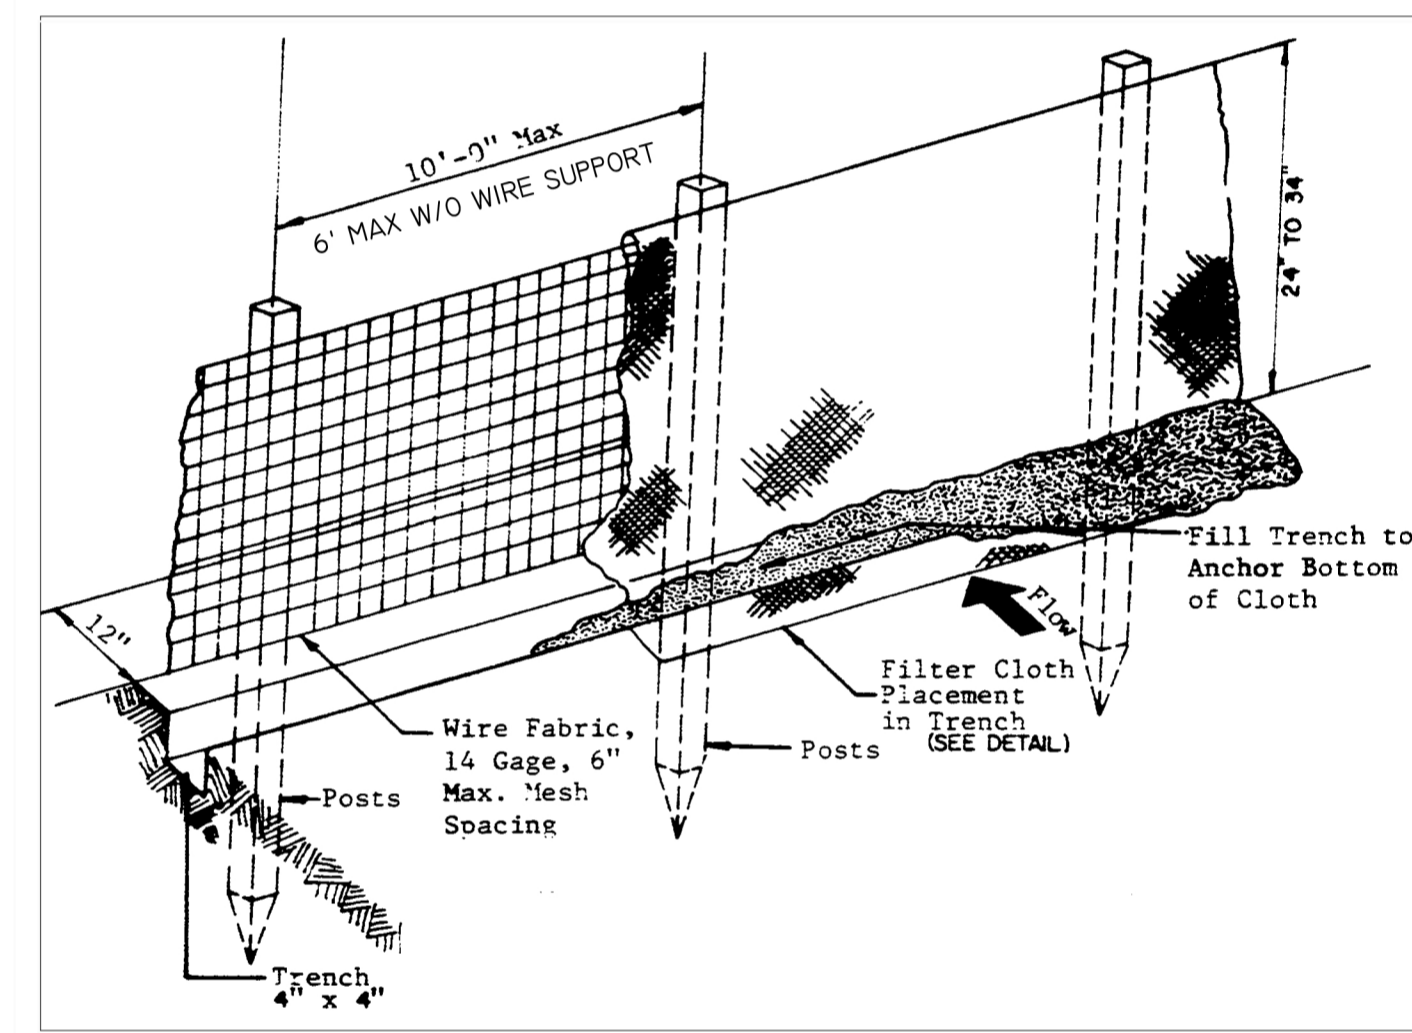 10'-0" Max
6' MAX W/O WIRE SUPPORT
24" TO 34"
12"
Fill Trench to
Anchor Bottom
of Cloth
Flow
Filter Cloth
Placement
in Trench
(SEE DETAIL)
Wire Fabric,
14 Gage, 6"
Max. Mesh
Spacing
Posts
Posts
Trench
4" x 4"